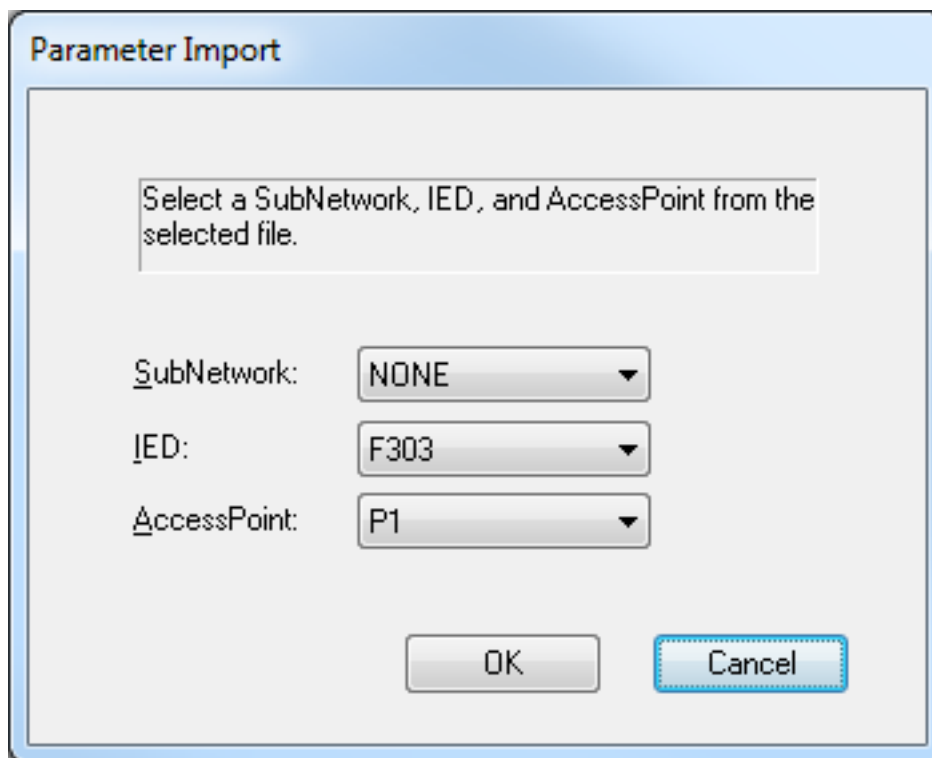 Parameter Import
Select a SubNetwork, IED, and AccessPoint from the
selected file.
SubNetwork: NONE
IED: F303
AccessPoint: P1
OK Cancel